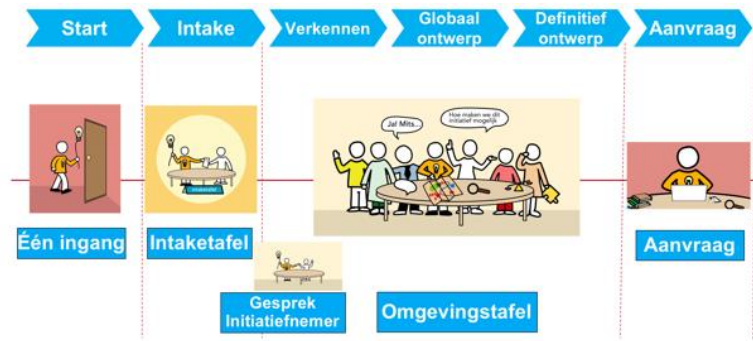 Start
Intake
Verkennen
Globaal
ontwerp
Definitief
ontwerp
Aanvraag
Ja! Mits...
Hoe maken we dit
initiatief mogelijk
Intaketafel
Één ingang
Intaketafel
Aanvraag
Gesprek
Initiatiefnemer
Omgevingstafel